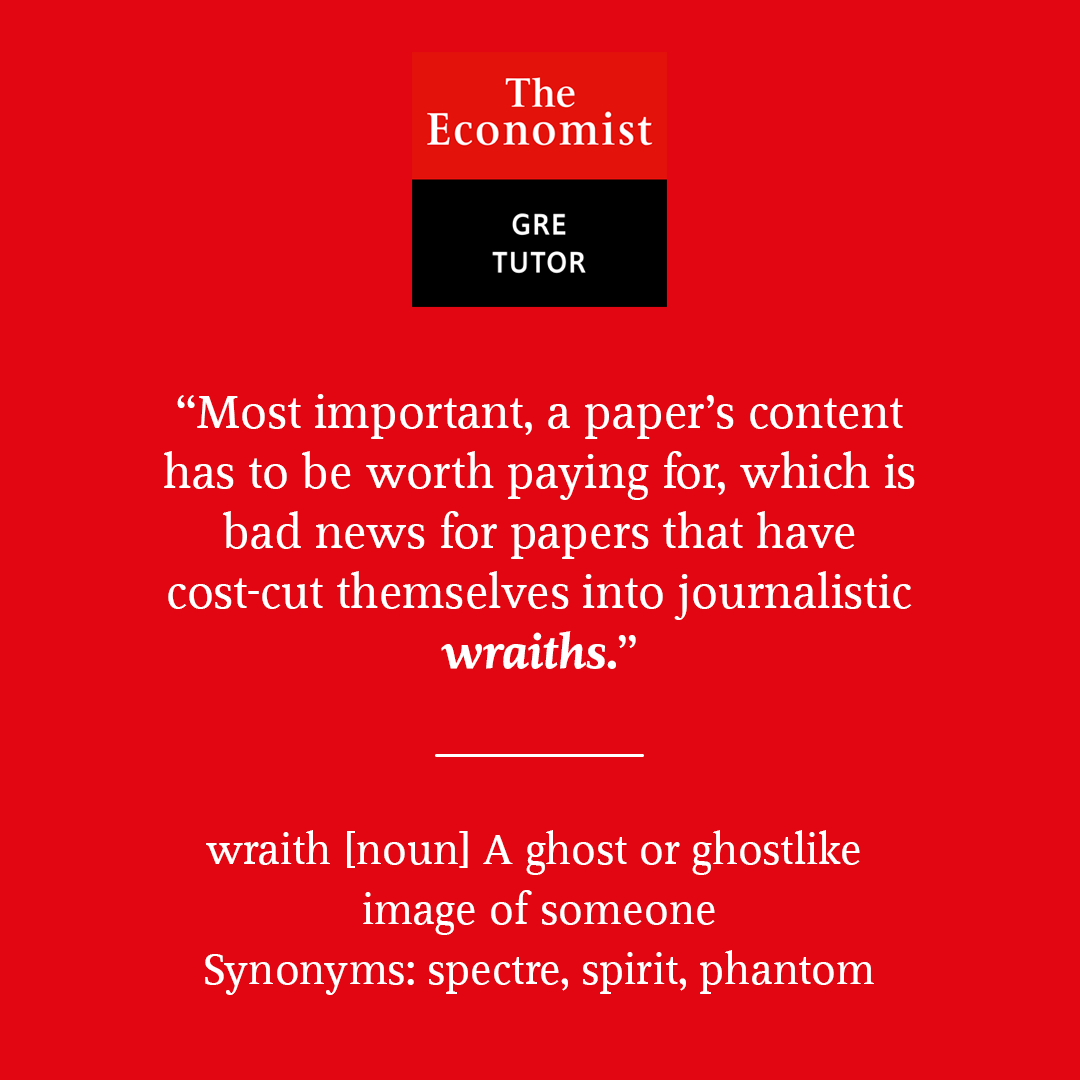 The
Economist
GRE
TUTOR
“Most important, a paper’s content
has to be worth paying for, which is
bad news for papers that have
cost-cut themselves into journalistic
wraiths.”
wraith [noun] A ghost or ghostlike
image of someone
Synonyms: spectre, spirit, phantom